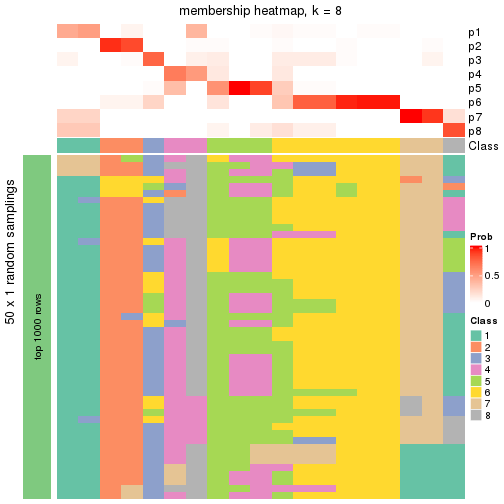 membership heatmap, k = 8
p1
p2
p3
p4
p5
p6
p7
p8
Class
50 x 1 random samplings
top 1000 rows
Prob
1
0.5
0
Class
1
2
3
4
5
6
7
8